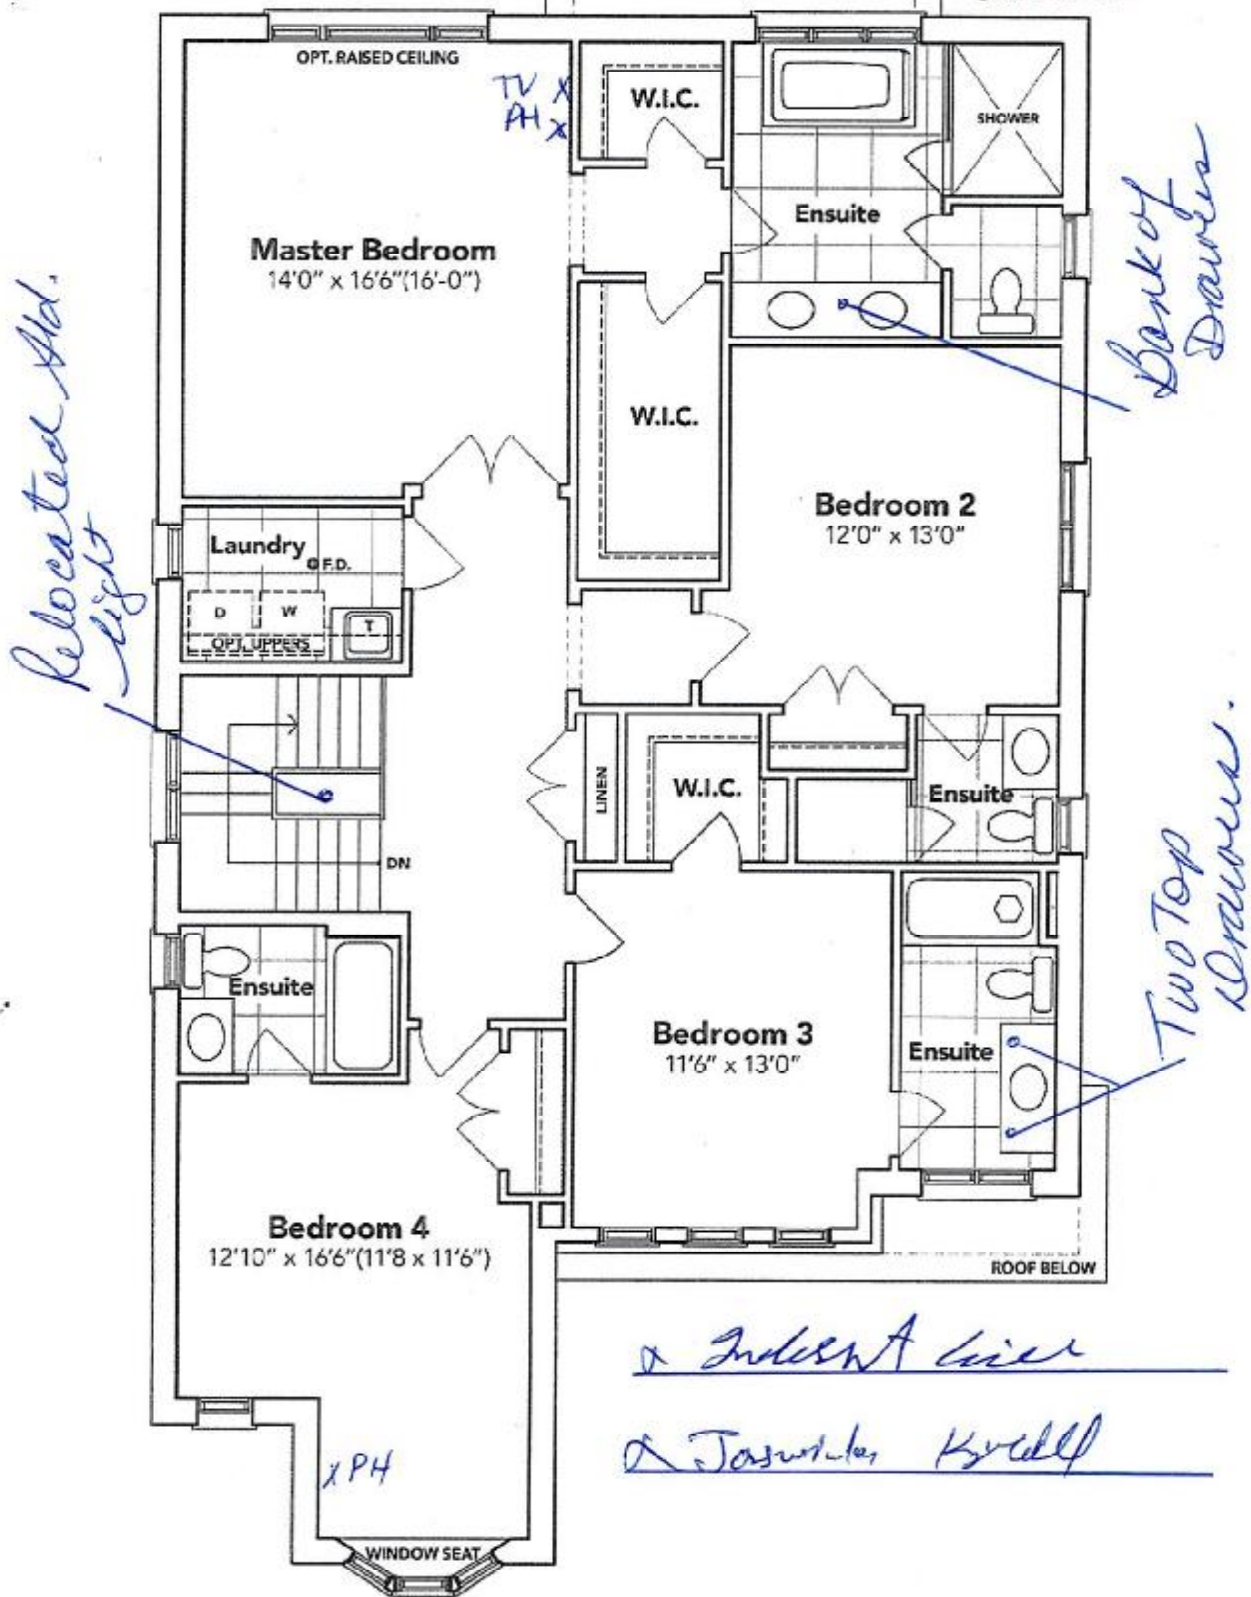 OPT. RAISED CEILING
TV x
PH x
W.I.C.
SHOWER
Bank of
Drawers
Ensuite
Master Bedroom
14'0" x 16'6"(16'-0")
Relocated Std.
Light
W.I.C.
Bedroom 2
12'0" x 13'0"
Laundry
F.D.
D
W
T
OPT. UPPERS
LINEN
W.I.C.
Ensuite
DN
Two Top
Drawers.
Ensuite
Bedroom 3
11'6" x 13'0"
Ensuite
Bedroom 4
12'10" x 16'6"(11'8 x 11'6")
ROOF BELOW
x PH
WINDOW SEAT